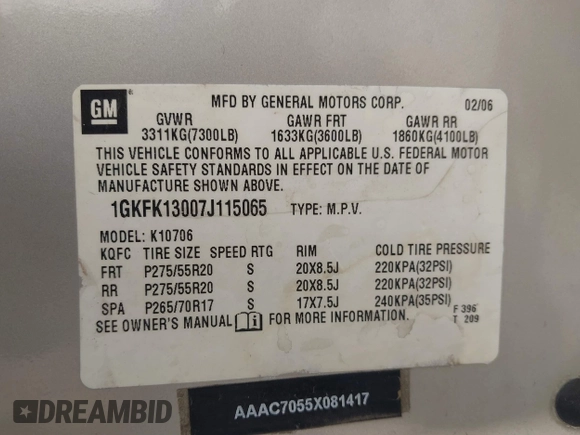 GM ®
MFD BY GENERAL MOTORS CORP. 02/06
GVWR GAWR FRT GAWR RR
3311KG(7300LB) 1633KG(3600LB) 1860KG(4100LB)
THIS VEHICLE CONFORMS TO ALL APPLICABLE U.S. FEDERAL MOTOR
VEHICLE SAFETY STANDARDS IN EFFECT ON THE DATE OF
MANUFACTURE SHOWN ABOVE.
1GKFK13007J115065 TYPE: M.P.V.
MODEL: K10706
KQFC TIRE SIZE SPEED RTG RIM COLD TIRE PRESSURE
FRT P275/55R20 S 20X8.5J 220KPA(32PSI)
RR P275/55R20 S 20X8.5J 220KPA(32PSI)
SPA P265/70R17 S 17X7.5J 240KPA(35PSI)
SEE OWNER'S MANUAL FOR MORE INFORMATION. F 396
T 209
AAAC7055X081417
DREAMBID